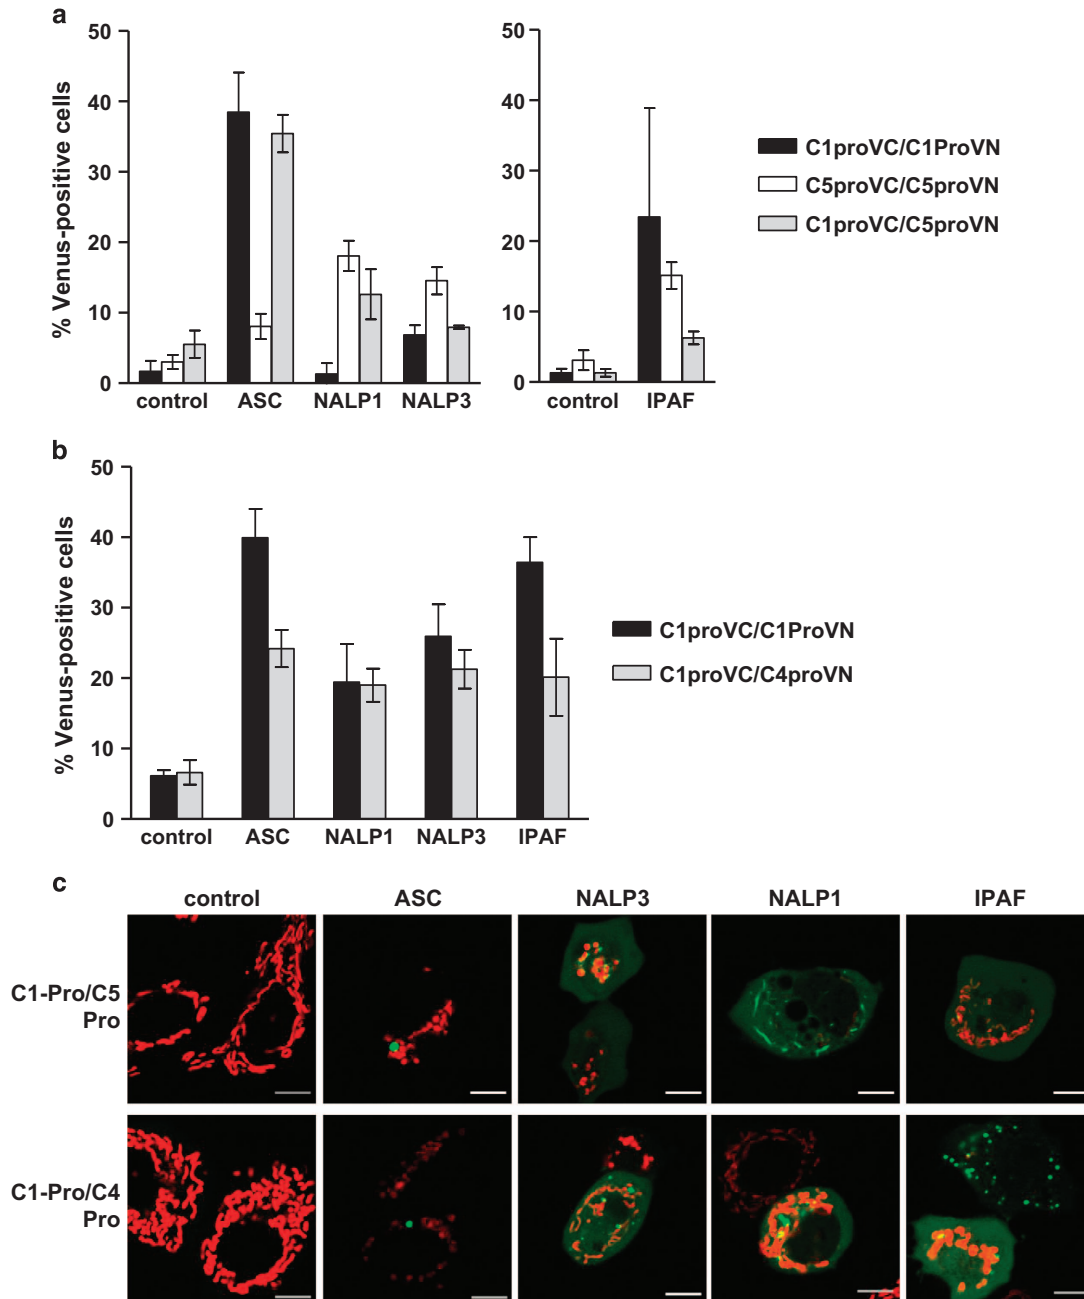 a
50
40
30
20
10
0
% Venus-positive cells
control ASC NALP1 NALP3
50
40
30
20
10
0
control IPAF
C1proVC/C1ProVN
C5proVC/C5proVN
C1proVC/C5proVN
b
50
40
30
20
10
0
% Venus-positive cells
control ASC NALP1 NALP3 IPAF
C1proVC/C1ProVN
C1proVC/C4proVN
c
control ASC NALP3 NALP1 IPAF
C1-Pro/C5
Pro
C1-Pro/C4
Pro